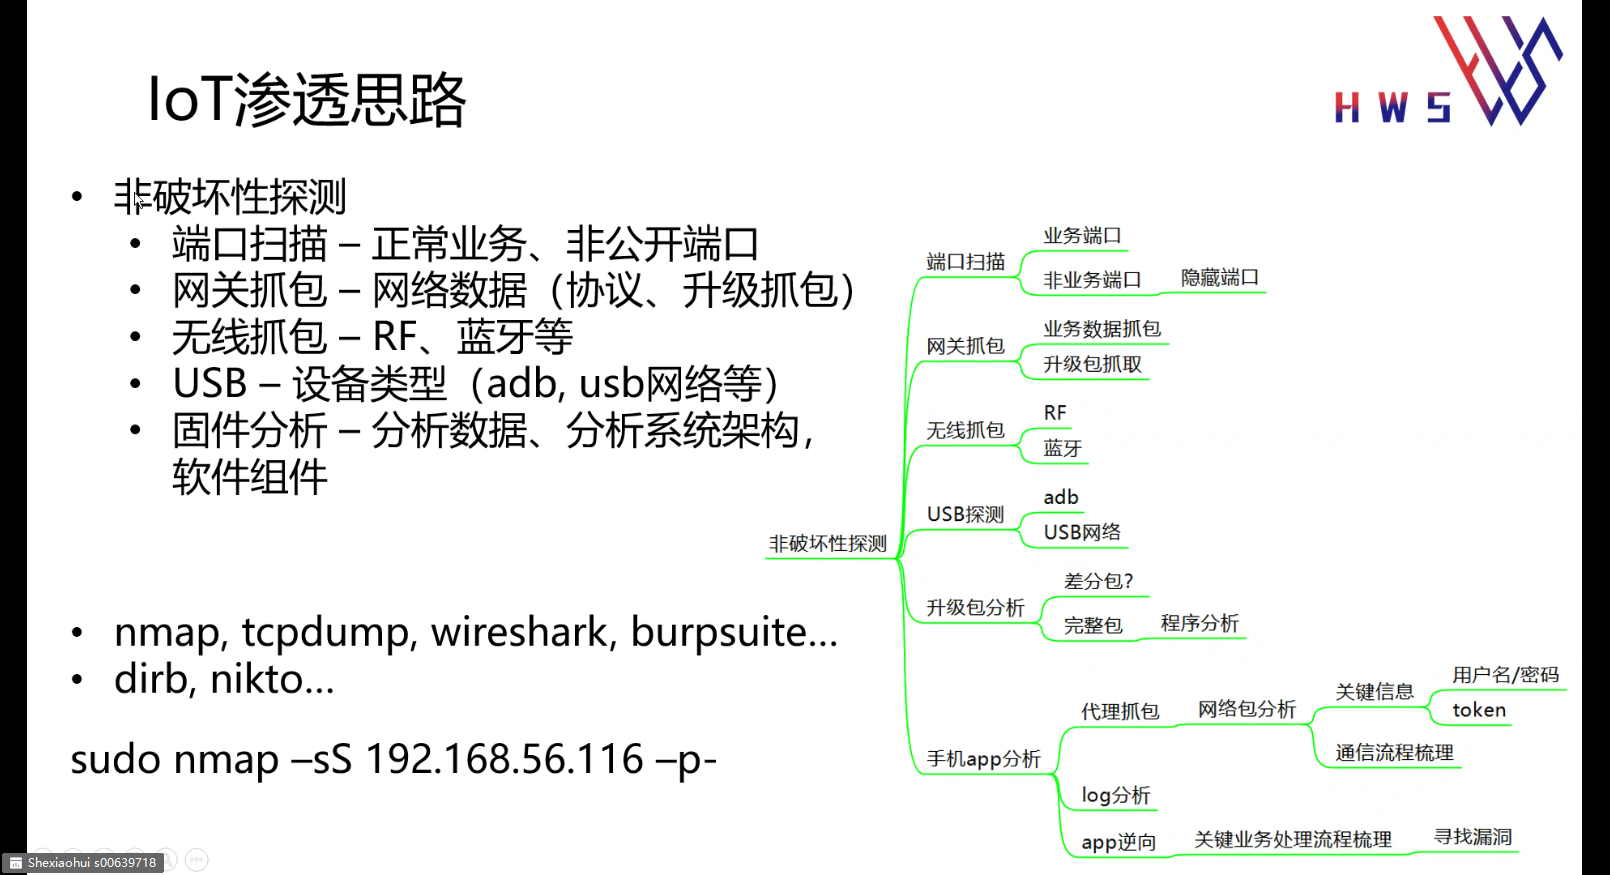 IoT渗透思路
HWS
• 非破坏性探测
• 端口扫描 – 正常业务、非公开端口
• 网关抓包 – 网络数据（协议、升级抓包）
• 无线抓包 – RF、蓝牙等
• USB – 设备类型（adb, usb网络等）
• 固件分析 – 分析数据、分析系统架构，
软件组件
• nmap, tcpdump, wireshark, burpsuite...
• dirb, nikto...
sudo nmap –sS 192.168.56.116 –p-
非破坏性探测
端口扫描
业务端口
非业务端口
隐藏端口
网关抓包
业务数据抓包
升级包抓取
无线抓包
RF
蓝牙
USB探测
adb
USB网络
升级包分析
差分包?
完整包
程序分析
手机app分析
代理抓包
网络包分析
关键信息
用户名/密码
token
通信流程梳理
log分析
app逆向
关键业务处理流程梳理
寻找漏洞
Shexiaohui s00639718